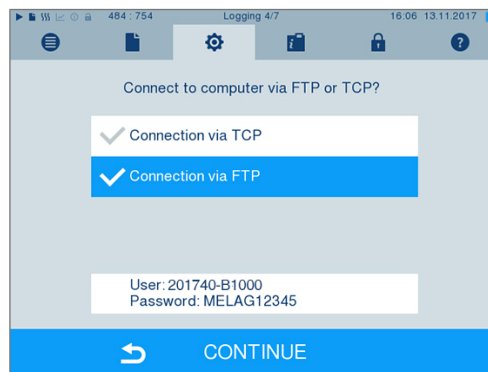 484 : 754 Logging 4/7 16:06 13.11.2017
Connect to computer via FTP or TCP?
Connection via TCP
Connection via FTP
User: 201740-B1000
Password: MELAG12345
CONTINUE